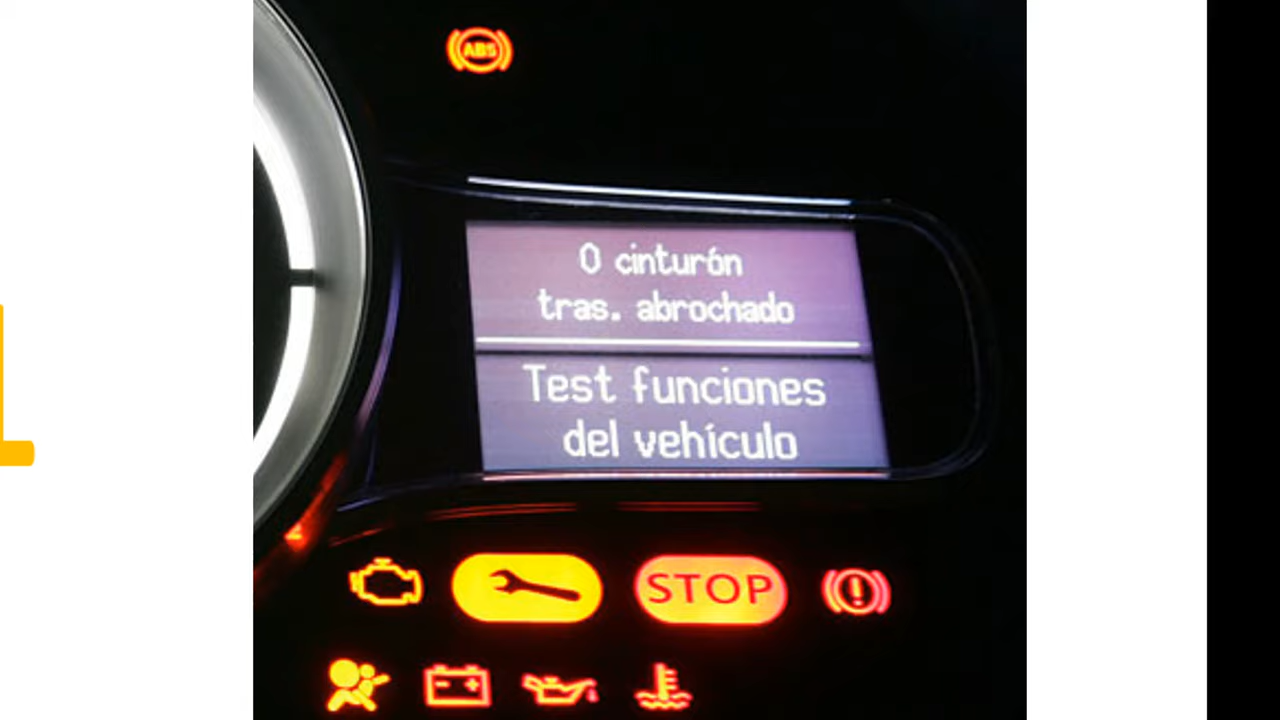 ABS
0 cinturón
tras. abrochado
Test funciones
del vehículo
STOP